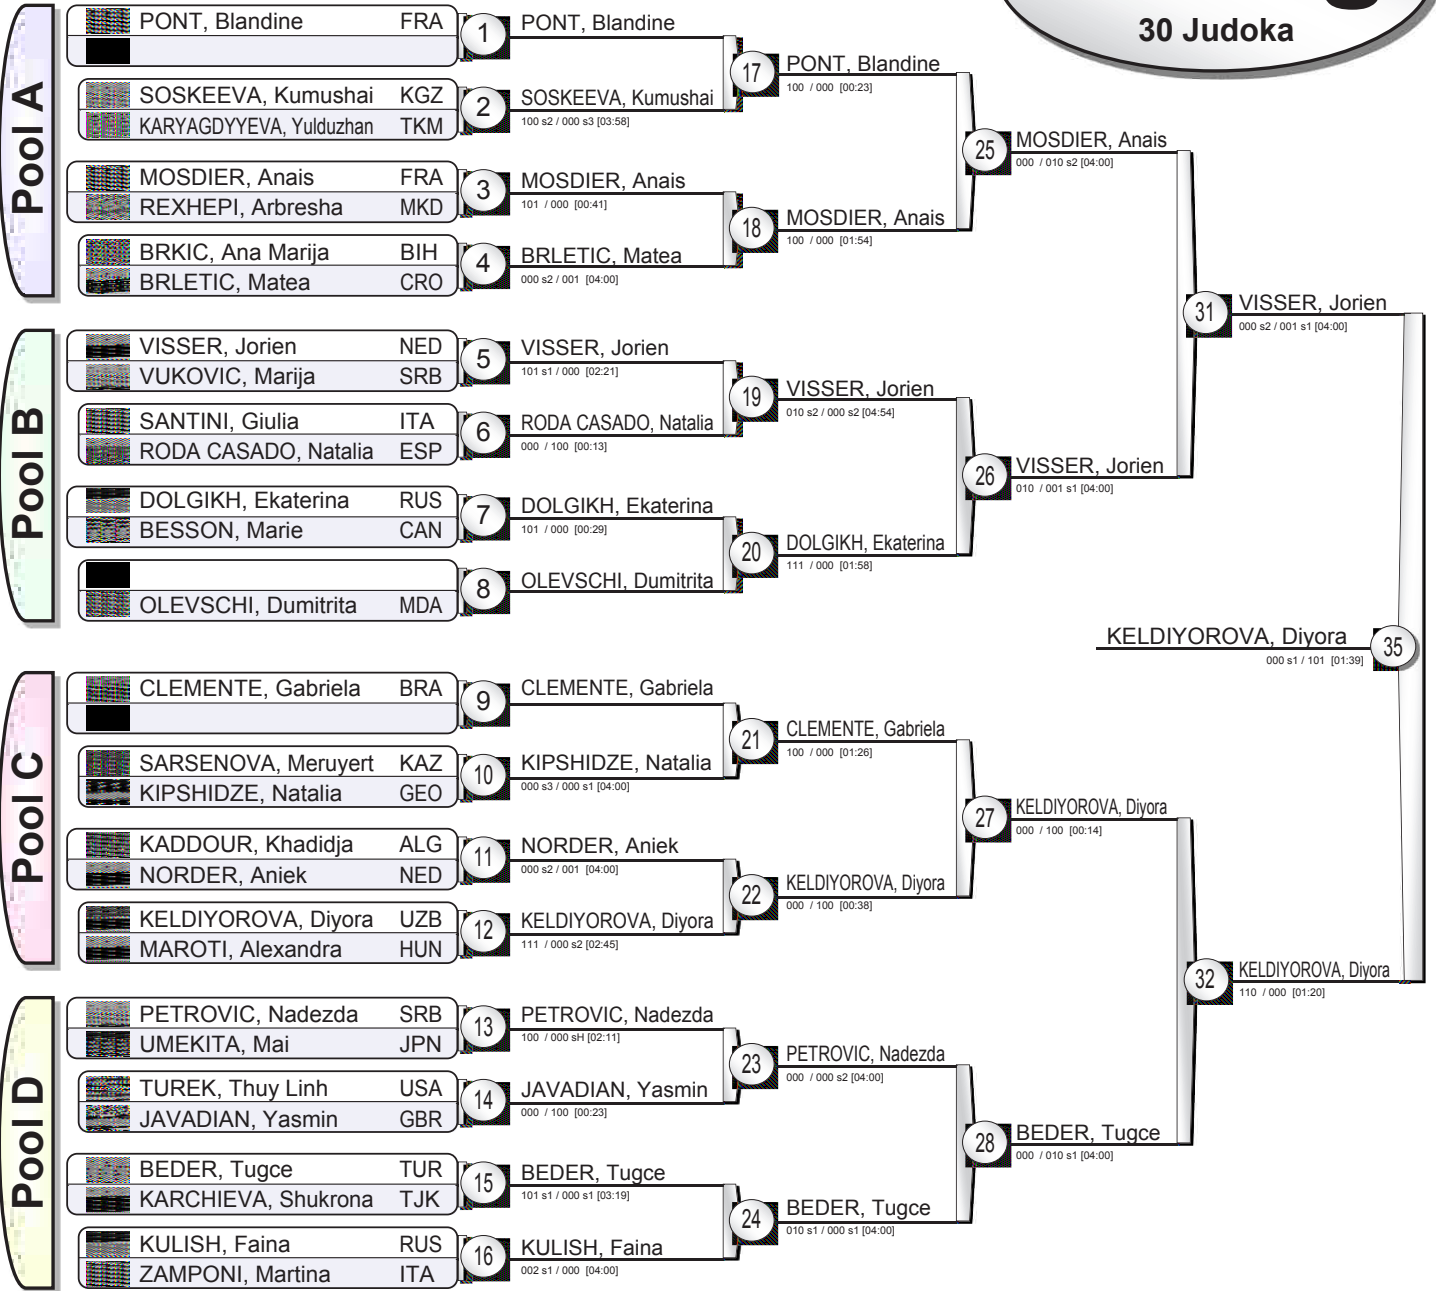 30 Judoka
Pool A
PONT, Blandine FRA
1
PONT, Blandine
SOSKEEVA, Kumushai KGZ
KARYAGDYYEVA, Yulduzhan TKM
2
SOSKEEVA, Kumushai
100 s2 / 000 s3 [03:58]
17
PONT, Blandine
100 / 000 [00:23]
MOSDIER, Anais FRA
REXHEPI, Arbresha MKD
3
MOSDIER, Anais
101 / 000 [00:41]
BRKIC, Ana Marija BIH
BRLETIC, Matea CRO
4
BRLETIC, Matea
000 s2 / 001 [04:00]
18
MOSDIER, Anais
100 / 000 [01:54]
25
MOSDIER, Anais
000 / 010 s2 [04:00]
Pool B
VISSER, Jorien NED
VUKOVIC, Marija SRB
5
VISSER, Jorien
101 s1 / 000 [02:21]
SANTINI, Giulia ITA
RODA CASADO, Natalia ESP
6
RODA CASADO, Natalia
000 / 100 [00:13]
19
VISSER, Jorien
010 s2 / 000 s2 [04:54]
DOLGIKH, Ekaterina RUS
BESSON, Marie CAN
7
DOLGIKH, Ekaterina
101 / 000 [00:29]
OLEVSCHI, Dumitrita MDA
8
OLEVSCHI, Dumitrita
20
DOLGIKH, Ekaterina
111 / 000 [01:58]
26
VISSER, Jorien
010 / 001 s1 [04:00]
31
VISSER, Jorien
000 s2 / 001 s1 [04:00]
KELDIYOROVA, Diyora
000 s1 / 101 [01:39]
35
Pool C
CLEMENTE, Gabriela BRA
9
CLEMENTE, Gabriela
SARSENOVA, Meruyert KAZ
KIPSHIDZE, Natalia GEO
10
KIPSHIDZE, Natalia
000 s3 / 000 s1 [04:00]
21
CLEMENTE, Gabriela
100 / 000 [01:26]
KADDOUR, Khadidja ALG
NORDER, Aniek NED
11
NORDER, Aniek
000 s2 / 001 [04:00]
KELDIYOROVA, Diyora UZB
MAROTI, Alexandra HUN
12
KELDIYOROVA, Diyora
111 / 000 s2 [02:45]
22
KELDIYOROVA, Diyora
000 / 100 [00:38]
27
KELDIYOROVA, Diyora
000 / 100 [00:14]
Pool D
PETROVIC, Nadezda SRB
UMEKITA, Mai JPN
13
PETROVIC, Nadezda
100 / 000 sH [02:11]
TUREK, Thuy Linh USA
JAVADIAN, Yasmin GBR
14
JAVADIAN, Yasmin
000 / 100 [00:23]
23
PETROVIC, Nadezda
000 / 000 s2 [04:00]
BEDER, Tugce TUR
KARCHIEVA, Shukrona TJK
15
BEDER, Tugce
101 s1 / 000 s1 [03:19]
KULISH, Faina RUS
ZAMPONI, Martina ITA
16
KULISH, Faina
002 s1 / 000 [04:00]
24
BEDER, Tugce
010 s1 / 000 s1 [04:00]
28
BEDER, Tugce
000 / 010 s1 [04:00]
32
KELDIYOROVA, Diyora
110 / 000 [01:20]